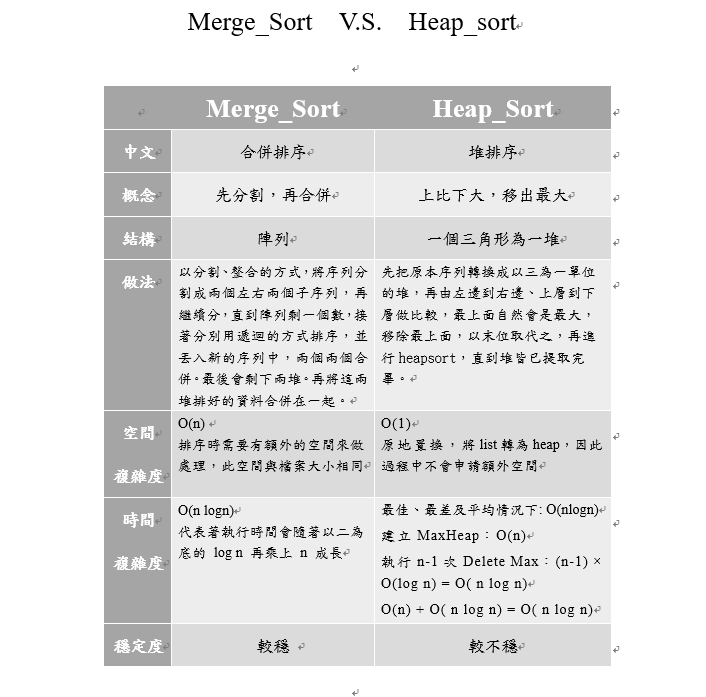 Merge_Sort V.S. Heap_sort
Merge_Sort Heap_Sort
中文 合併排序 堆排序
概念 先分割，再合併 上比下大，移出最大
結構 陣列 一個三角形為一堆
做法
以分割、整合的方式，將序列分
割成兩個左右兩個子序列，再
繼續分，直到陣列剩一個數，接
著分別用遞迴的方式排序，並
丟入新的序列中，兩個兩個合
併。最後會剩下兩堆。再將這兩
堆排好的資料合併在一起。
先把原本序列轉換成以三為一單位
的堆，再由左邊到右邊、上層到下
層做比較，最上面自然會是最大，
移除最上面，以末位取代之，再進
行heapsort，直到堆皆已提取完
畢。
空間
複雜度
O(n)
排序時需要有額外的空間來做
處理，此空間與檔案大小相同
O(1)
原地置換，將 list 轉為 heap，因此
過程中不會申請額外空間
時間
複雜度
O(n logn)
代表著執行時間會隨著以二為
底的 log n 再乘上 n 成長
最佳、最差及平均情況下: O(nlogn)
建立 MaxHeap：O(n)
執行 n-1 次 Delete Max：(n-1) ×
O(log n) = O( n log n)
O(n) + O( n log n) = O( n log n)
穩定度 較穩 較不穩